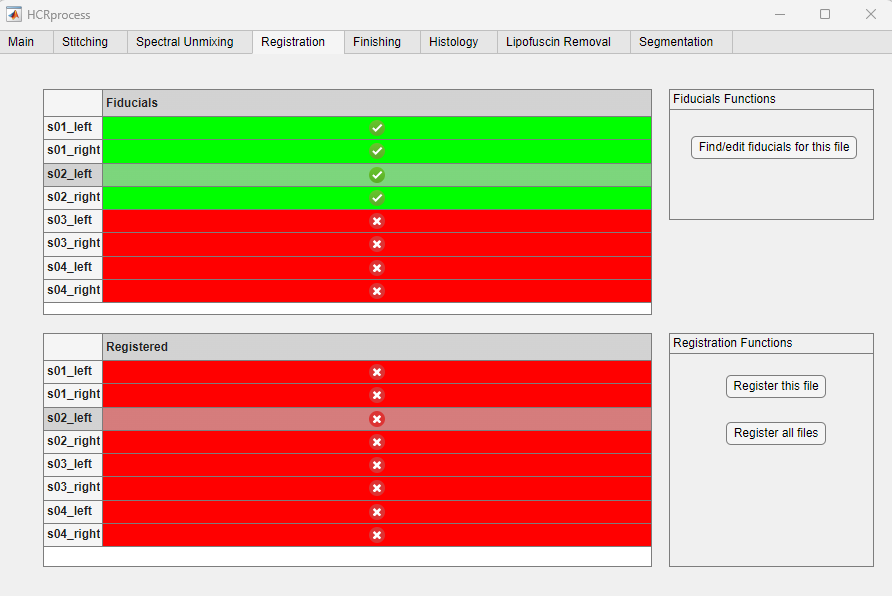 HCRprocess
Main Stitching Spectral Unmixing Registration Finishing Histology Lipofuscin Removal Segmentation
Fiducials
s01_left
s01_right
s02_left
s02_right
s03_left
s03_right
s04_left
s04_right
Fiducials Functions
Find/edit fiducials for this file
Registered
s01_left
s01_right
s02_left
s02_right
s03_left
s03_right
s04_left
s04_right
Registration Functions
Register this file
Register all files